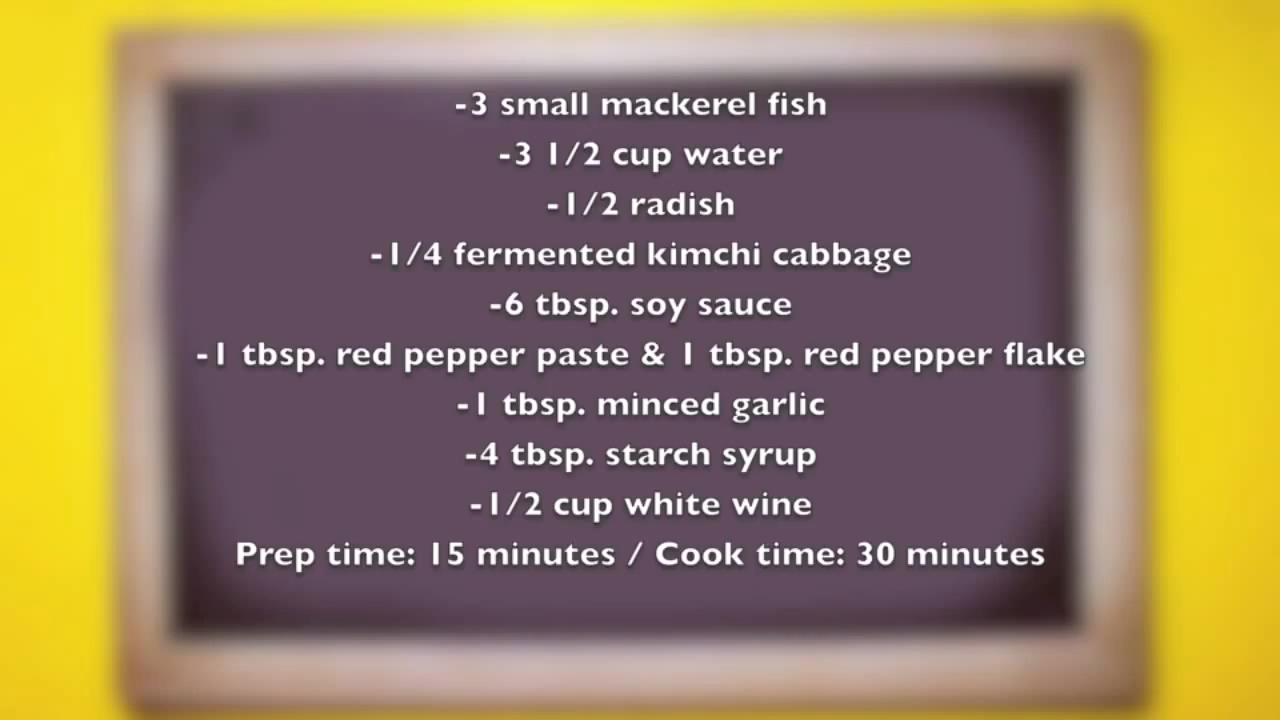 -3 small mackerel fish
-3 1/2 cup water
-1/2 radish
-1/4 fermented kimchi cabbage
-6 tbsp. soy sauce
-1 tbsp. red pepper paste & 1 tbsp. red pepper flake
-1 tbsp. minced garlic
-4 tbsp. starch syrup
-1/2 cup white wine
Prep time: 15 minutes / Cook time: 30 minutes